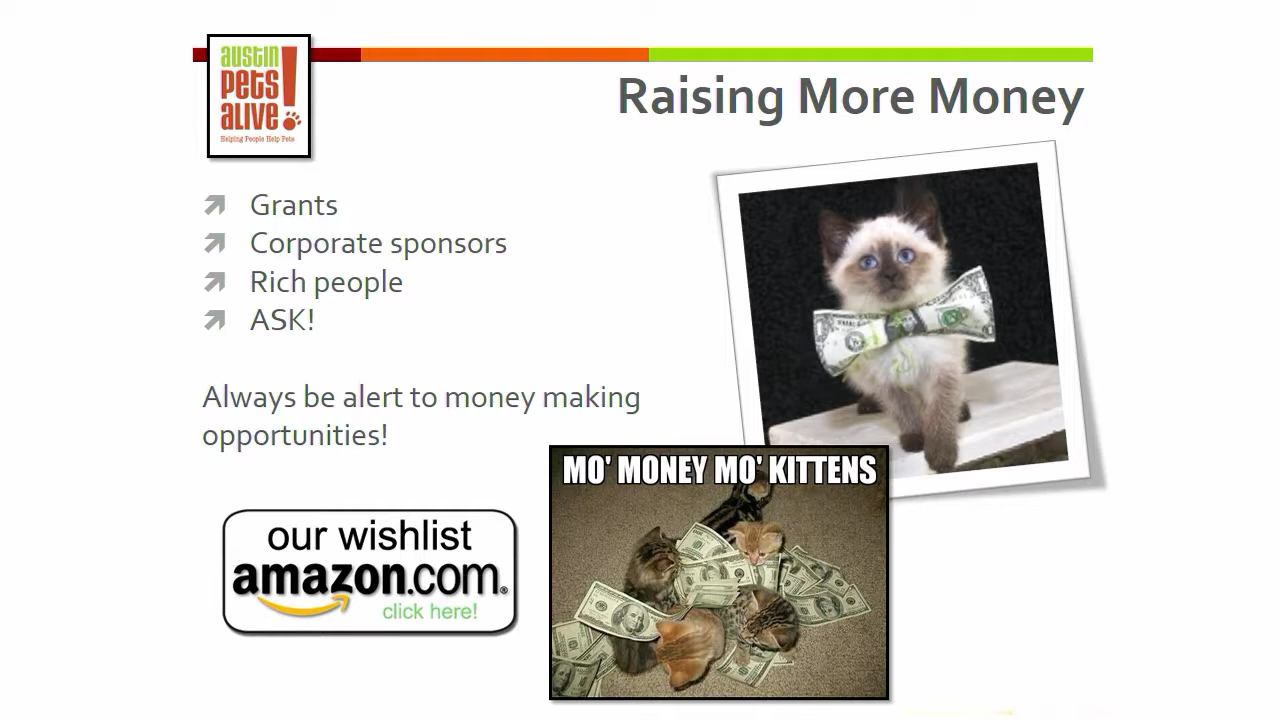 austin
pets
alive!
Helping People Help Pets
Raising More Money
Grants
Corporate sponsors
Rich people
ASK!
Always be alert to money making
opportunities!
MO' MONEY MO' KITTENS
our wishlist
amazon.com®
click here!